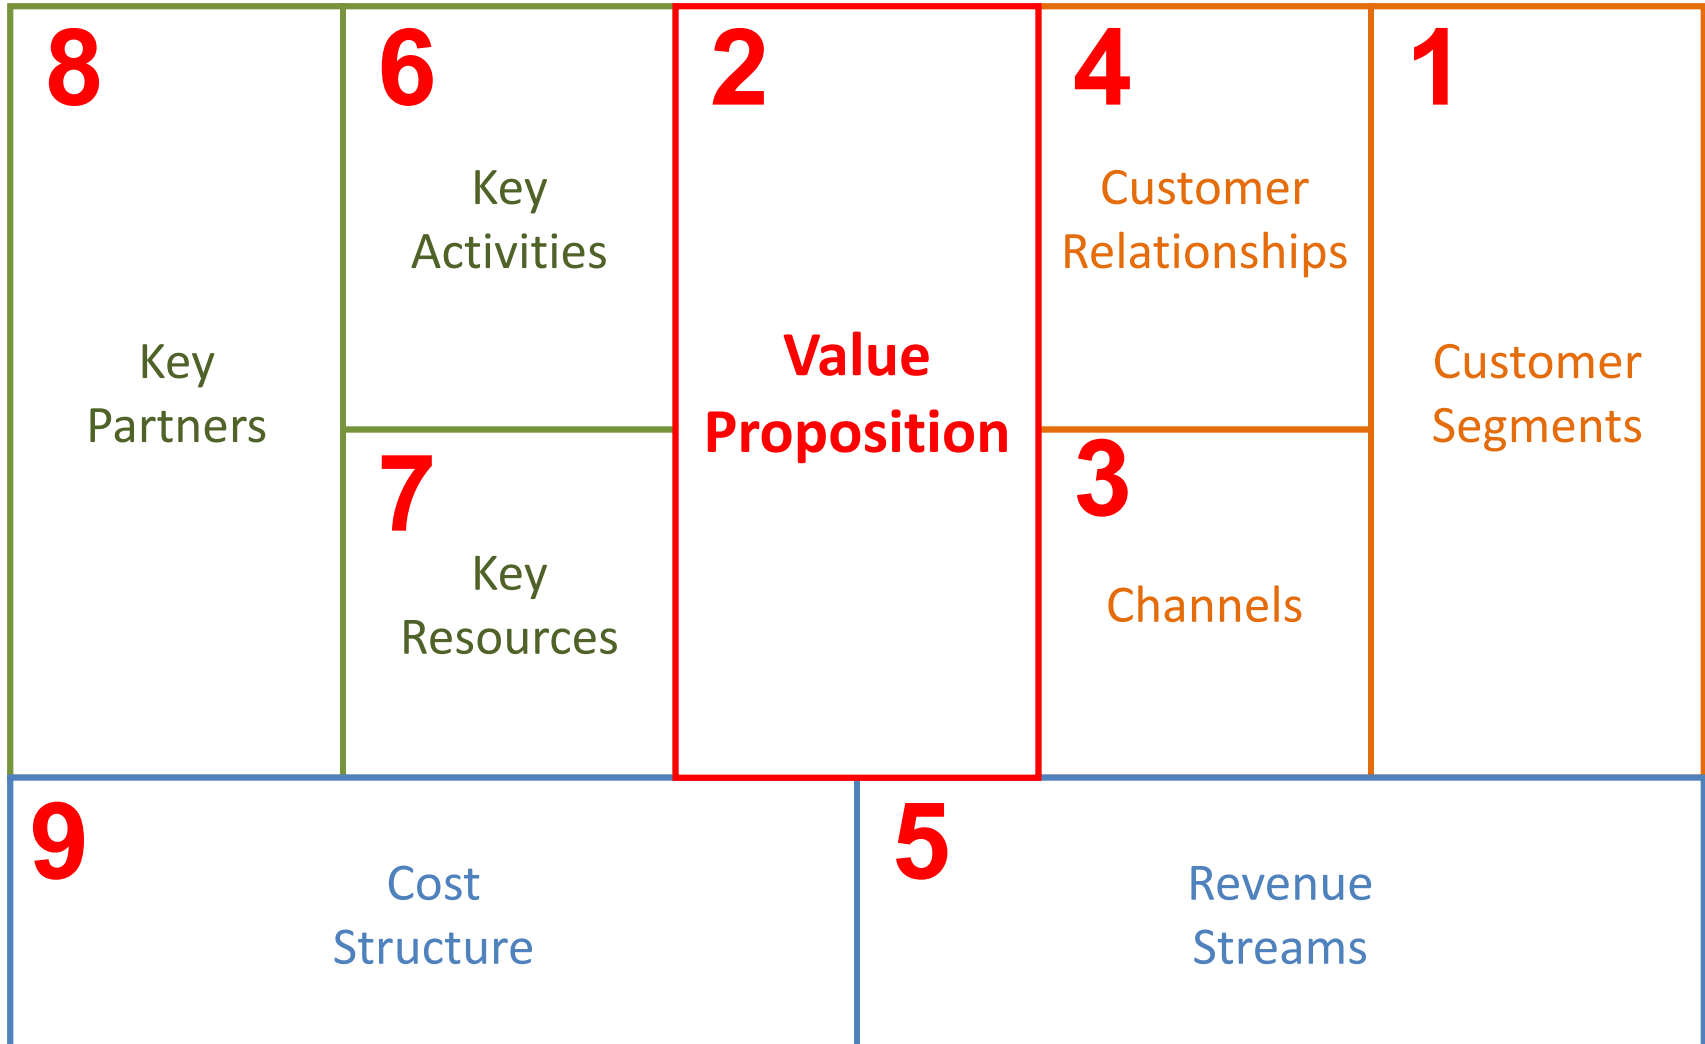 8
Key
Partners
6
Key
Activities
7
Key
Resources
2
Value
Proposition
4
Customer
Relationships
3
Channels
1
Customer
Segments
9
Cost
Structure
5
Revenue
Streams